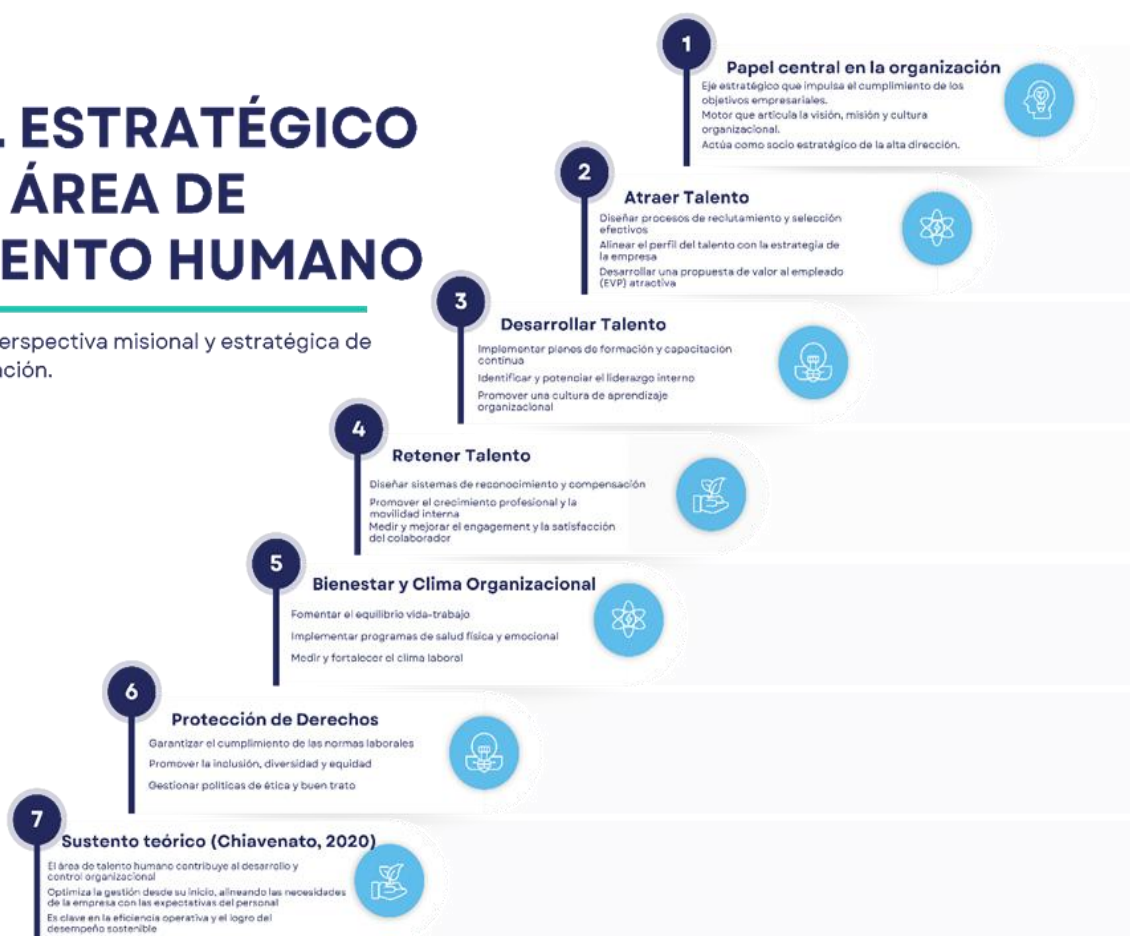 L ESTRATÉGICO
ÁREA DE
ENTO HUMANO
erspectiva misional y estratégica de
ación.
1
Papel central en la organización
Eje estratégico que impulsa el cumplimiento de los
objetivos empresariales.
Motor que articula la visión, misión y cultura
organizacional.
Actúa como socio estratégico de la alta dirección.
2
Atraer Talento
Diseñar procesos de reclutamiento y selección
efectivos
Alinear el perfil del talento con la estrategia de
la empresa
Desarrollar una propuesta de valor al empleado
(EVP) atractiva
3
Desarrollar Talento
Implementar planes de formación y capacitación
continua
Identificar y potenciar el liderazgo interno
Promover una cultura de aprendizaje
organizacional
4
Retener Talento
Diseñar sistemas de reconocimiento y compensación
Promover el crecimiento profesional y la
movilidad interna
Medir y mejorar el engagement y la satisfacción
del colaborador
5
Bienestar y Clima Organizacional
Fomentar el equilibrio vida-trabajo
Implementar programas de salud física y emocional
Medir y fortalecer el clima laboral
6
Protección de Derechos
Garantizar el cumplimiento de las normas laborales
Promover la inclusión, diversidad y equidad
Gestionar políticas de ética y buen trato
7
Sustento teórico (Chiavenato, 2020)
El área de talento humano contribuye al desarrollo y
control organizacional
Optimiza la gestión desde su inicio, alineando las necesidades
de la empresa con las expectativas del personal
Es clave en la eficiencia operativa y el logro del
desempeño sostenible